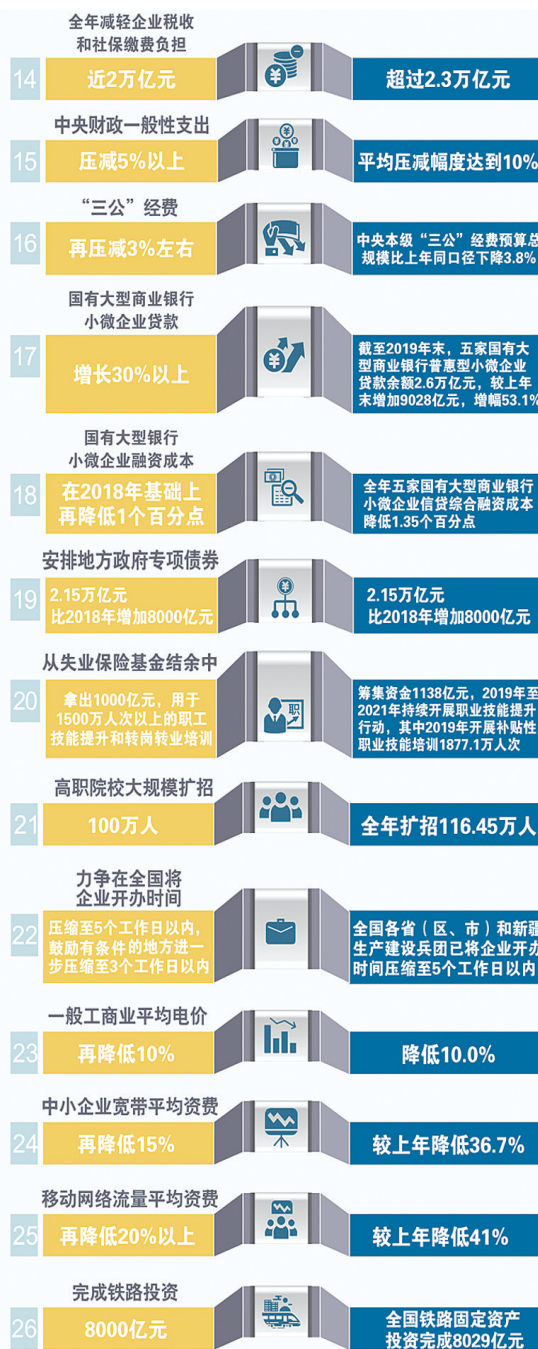 全年减轻企业税收
和社保缴费负担
14
近2万亿元
超过2.3万亿元
中央财政一般性支出
15
压减5%以上
平均压减幅度达到10%
“三公”经费
16
再压减3%左右
中央本级“三公”经费预算总
规模比上年同口径下降3.8%
国有大型商业银行
小微企业贷款
17
增长30%以上
截至2019年末，五家国有大
型商业银行普惠型小微企业
贷款余额2.6万亿元，较上年
末增加9028亿元，增幅53.1%
国有大型银行
小微企业融资成本
18
在2018年基础上
再降低1个百分点
全年五家国有大型商业银行
小微企业信贷综合融资成本
降低1.35个百分点
安排地方政府专项债券
19
2.15万亿元
比2018年增加8000亿元
2.15万亿元
比2018年增加8000亿元
从失业保险基金结余中
20
拿出1000亿元，用于
1500万人次以上的职工
技能提升和转岗转业培训
职
筹集资金1138亿元，2019年至
2021年持续开展职业技能提升
行动，其中2019年开展补贴性
职业技能培训1877.1万人次
高职院校大规模扩招
21
100万人
全年扩招116.45万人
力争在全国将
企业开办时间
22
压缩至5个工作日以内，
鼓励有条件的地方进一
步压缩至3个工作日以内
全国各省（区、市）和新疆
生产建设兵团已将企业开办
时间压缩至5个工作日以内
一般工商业平均电价
23
再降低10%
降低10.0%
中小企业宽带平均资费
24
再降低15%
较上年降低36.7%
移动网络流量平均资费
25
再降低20%以上
较上年降低41%
完成铁路投资
26
8000亿元
全国铁路固定资产
投资完成8029亿元